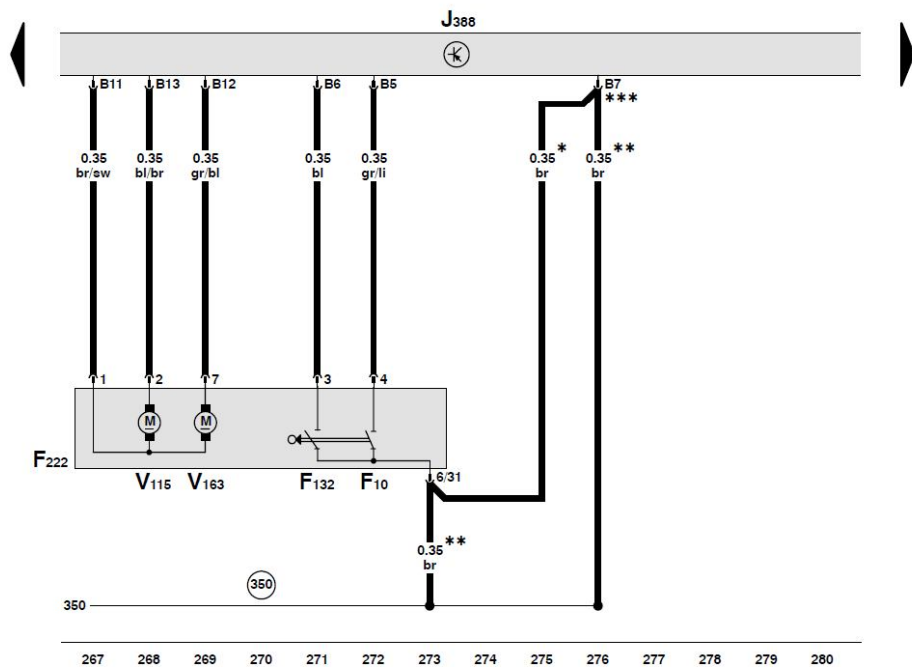 J388
B11 B13 B12 B6 B5 B7
***
0.35 0.35 0.35 0.35 0.35 0.35 * 0.35 **
br/sw bl/br gr/bl bl gr/li br br
1 2 7 3 4
M M
F222
V115 V163 F132 F10 6/31
0.35 **
br
350
350
267 268 269 270 271 272 273 274 275 276 277 278 279 280